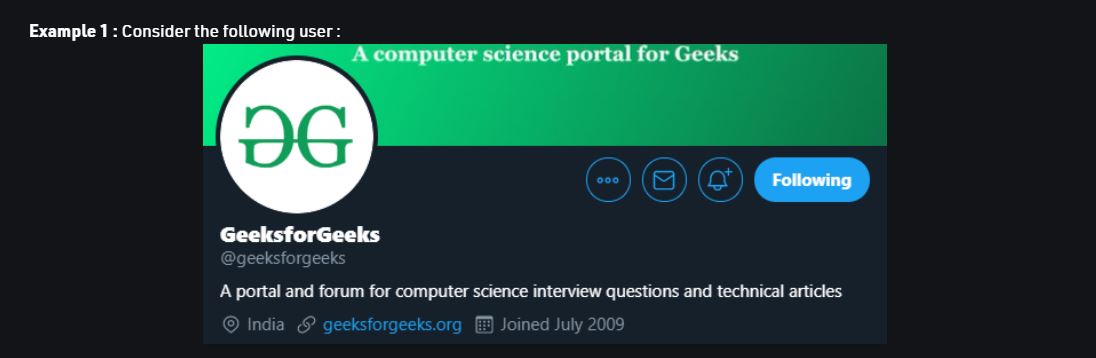 Example 1 : Consider the following user :
A computer science portal for Geeks
GG
Following
GeeksforGeeks
@geeksforgeeks
A portal and forum for computer science interview questions and technical articles
India geeksforgeeks.org Joined July 2009